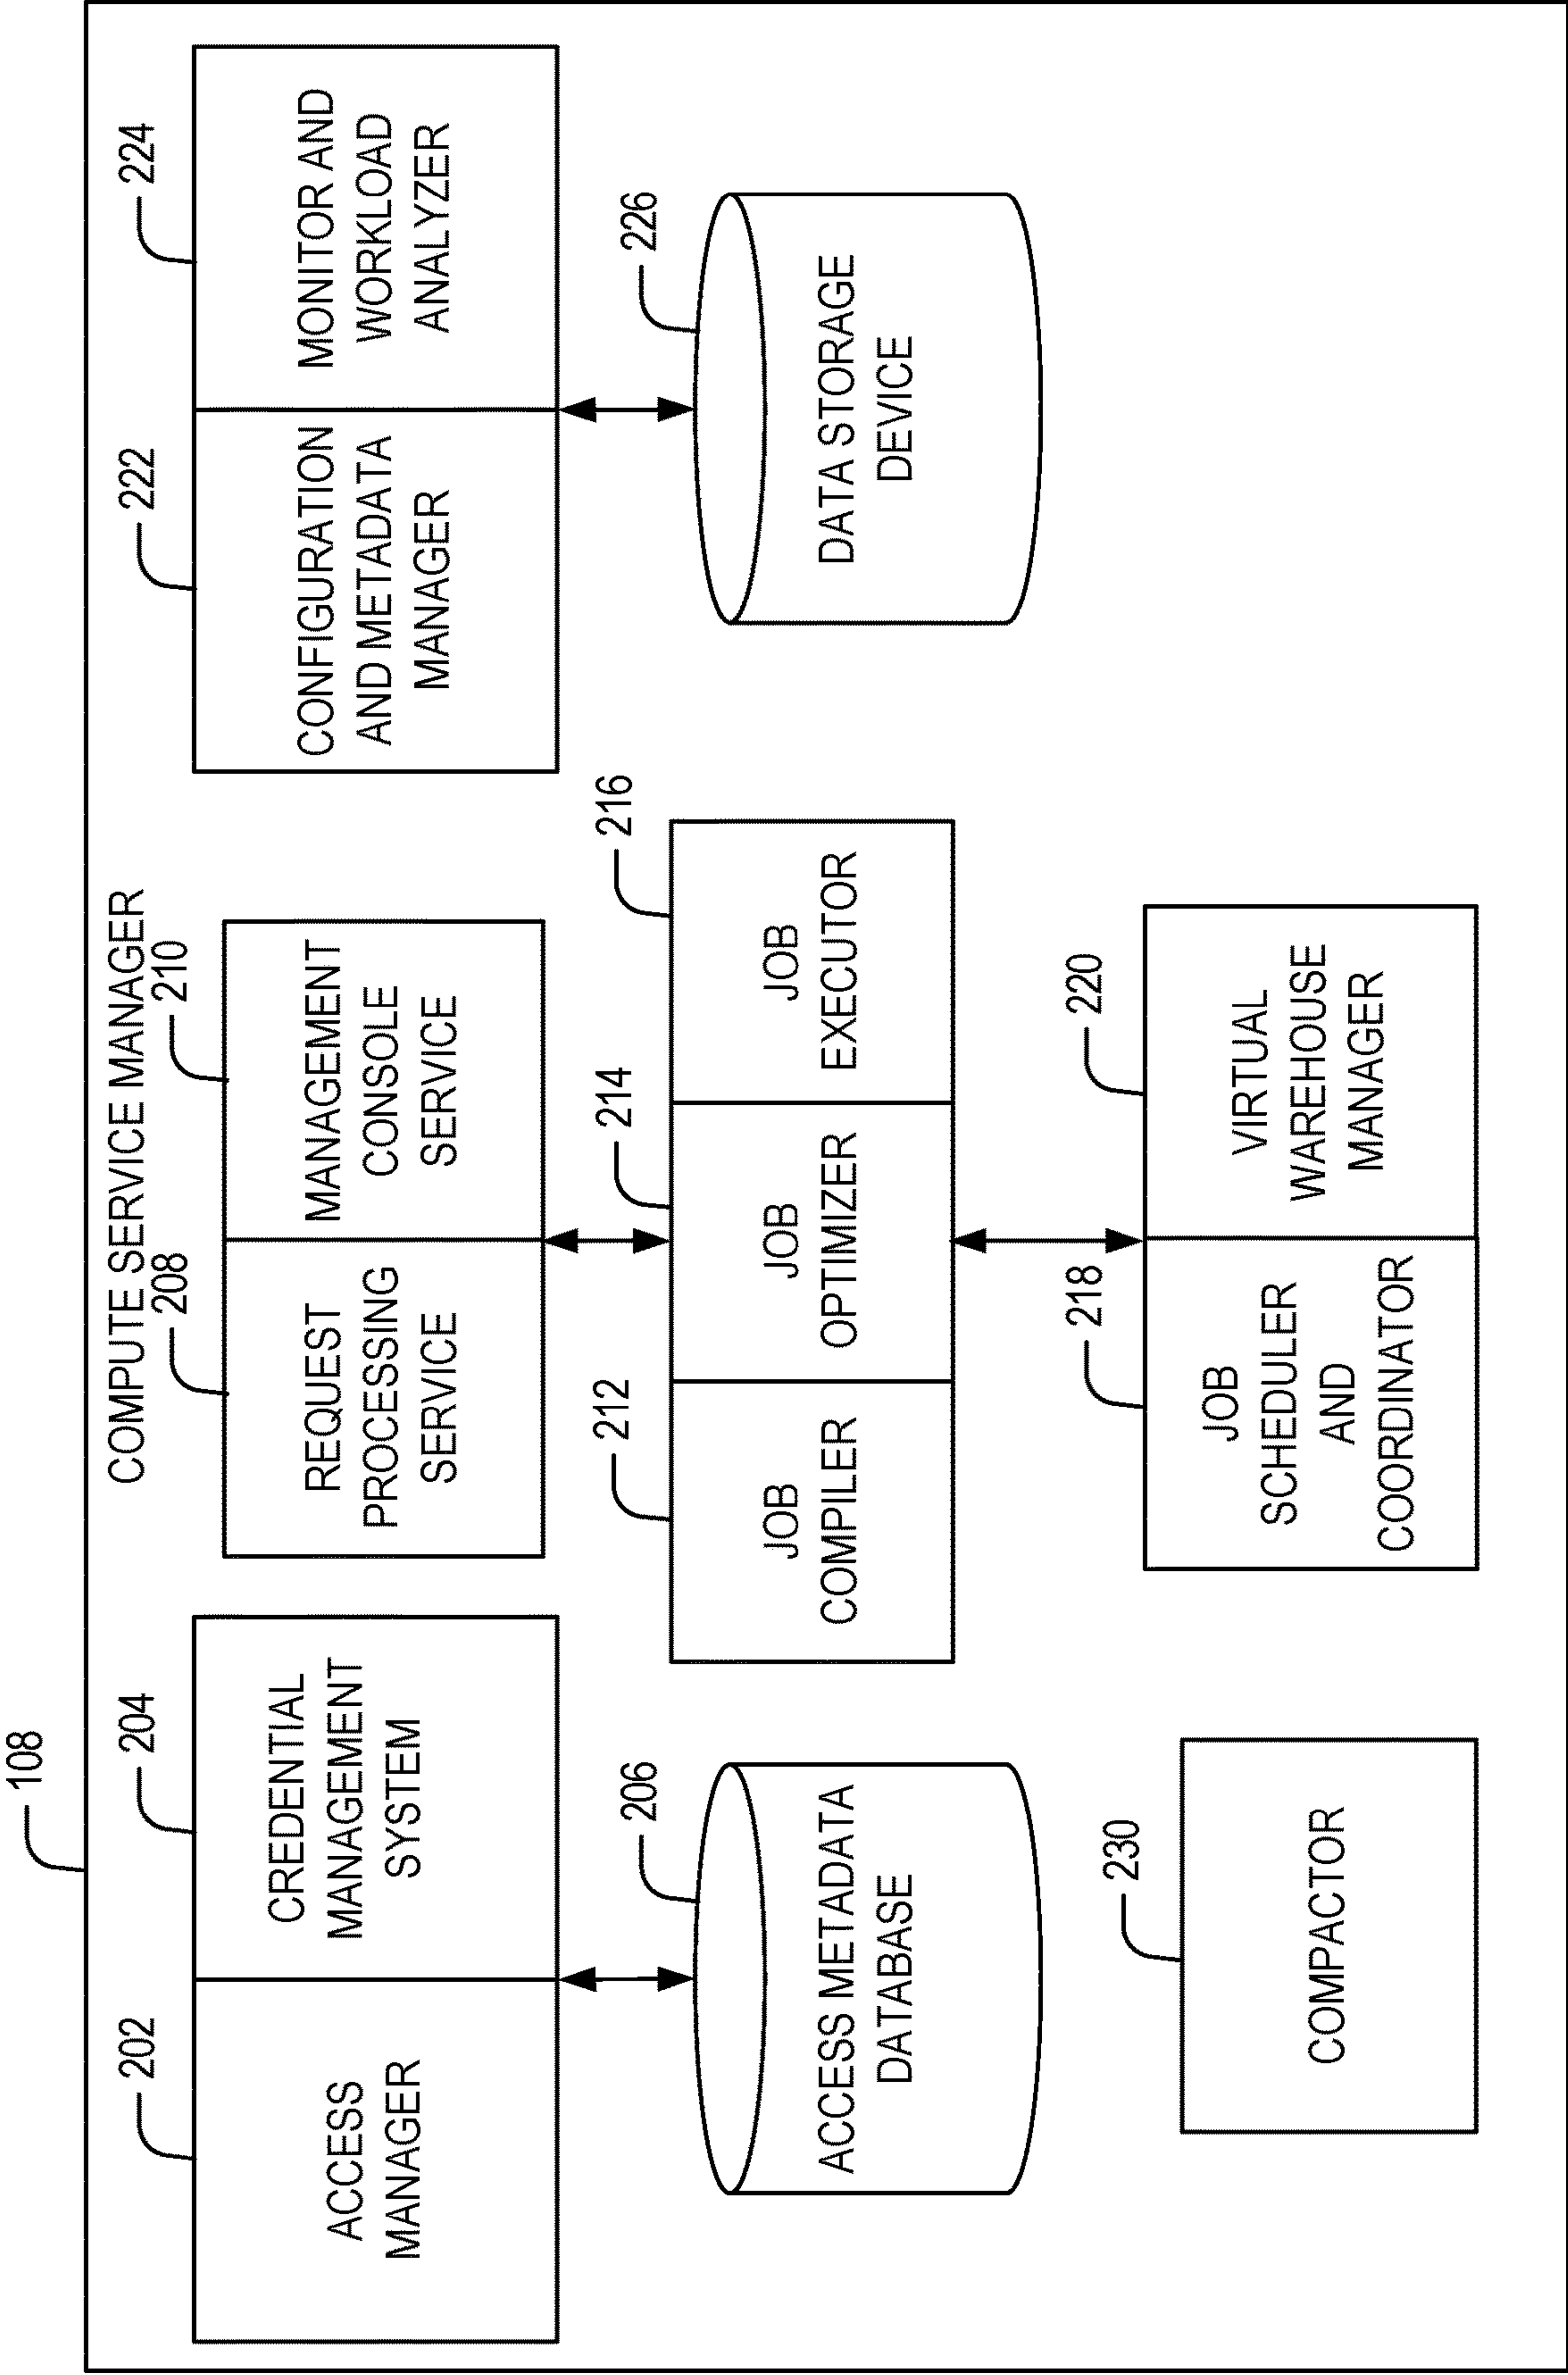 108
COMPUTE SERVICE MANAGER
202
204
ACCESS
MANAGER
CREDENTIAL
MANAGEMENT
SYSTEM
206
ACCESS METADATA
DATABASE
230
COMPACTOR
208
210
REQUEST
PROCESSING
SERVICE
MANAGEMENT
CONSOLE
SERVICE
212
214
216
JOB
COMPILER
JOB
OPTIMIZER
JOB
EXECUTOR
218
220
JOB
SCHEDULER
AND
COORDINATOR
VIRTUAL
WAREHOUSE
MANAGER
222
224
CONFIGURATION
AND METADATA
MANAGER
MONITOR AND
WORKLOAD
ANALYZER
226
DATA STORAGE
DEVICE